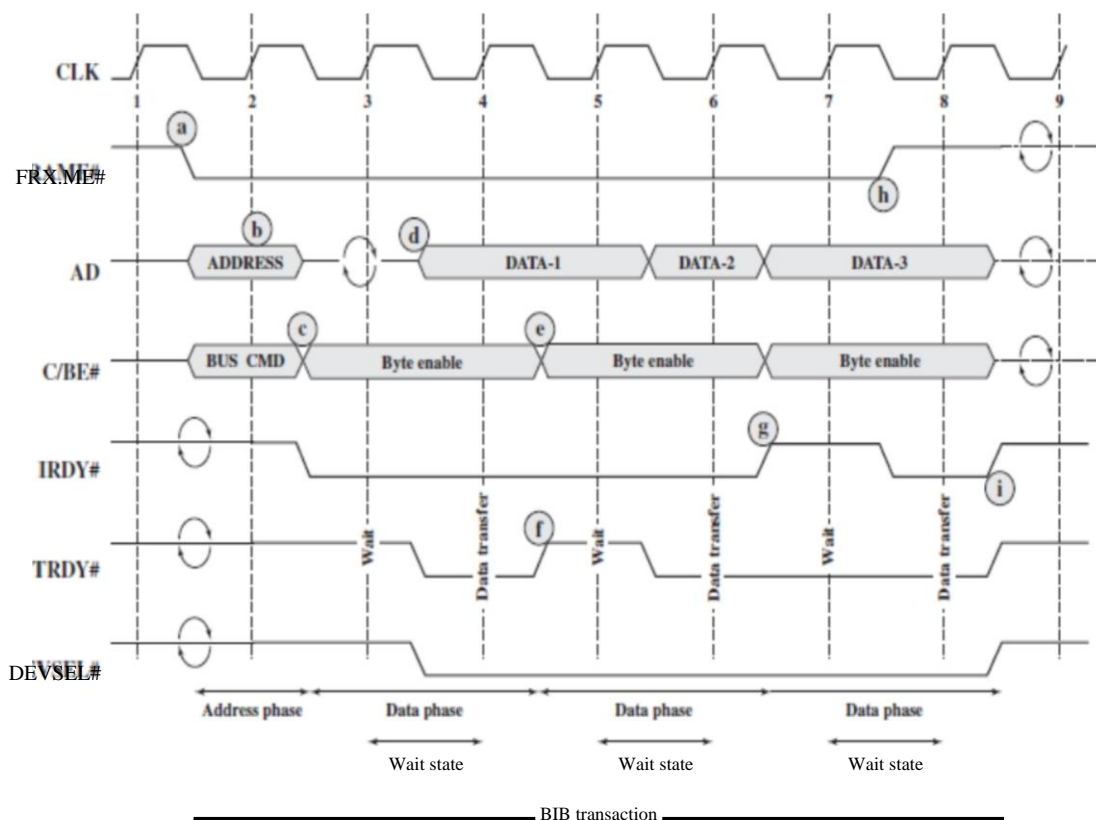 CLK
1 2 3 4 5 6 7 8 9
a
FRX.ME#
h
b
d
AD
ADDRESS
DATA-1
DATA-2
DATA-3
c
e
C/BE#
BUS CMD
Byte enable
Byte enable
Byte enable
g
IRDY#
i
f
TRDY#
Wait
Data transfer
Wait
Data transfer
Wait
Data transfer
DEVSEL#
Address phase
Data phase
Data phase
Data phase
Wait state
Wait state
Wait state
BIB transaction